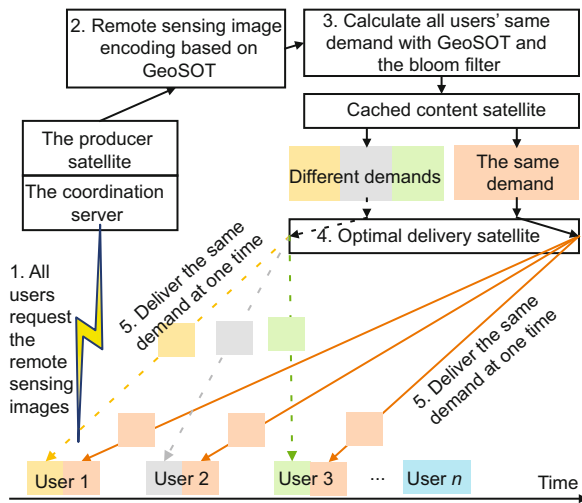 2. Remote sensing image
encoding based on
GeoSOT
3. Calculate all users' same
demand with GeoSOT and
the bloom filter
Cached content satellite
The producer
satellite
The coordination
server
Different demands
The same
demand
4. Optimal delivery satellite
1. All
users
request
the
remote
sensing
images
5. Deliver the same
demand at one time
5. Deliver the same
demand at one time
User 1
User 2
User 3
...
User n
Time